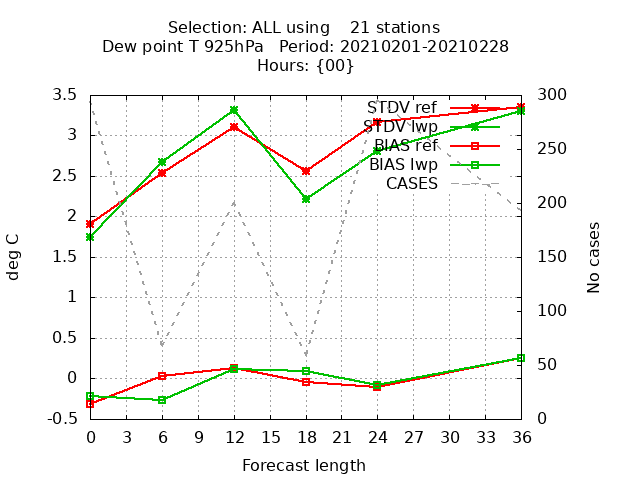 Selection: ALL using    21 stations
Dew point T 925hPa   Period: 20210201-20210228
Hours: {00}
3.5
3
2.5
2
1.5
1
0.5
0
-0.5
deg C
300
250
200
150
100
50
0
No cases
STDV ref
STDV lwp
BIAS ref
BIAS lwp
CASES
0 3 6 9 12 15 18 21 24 27 30 33 36
Forecast length